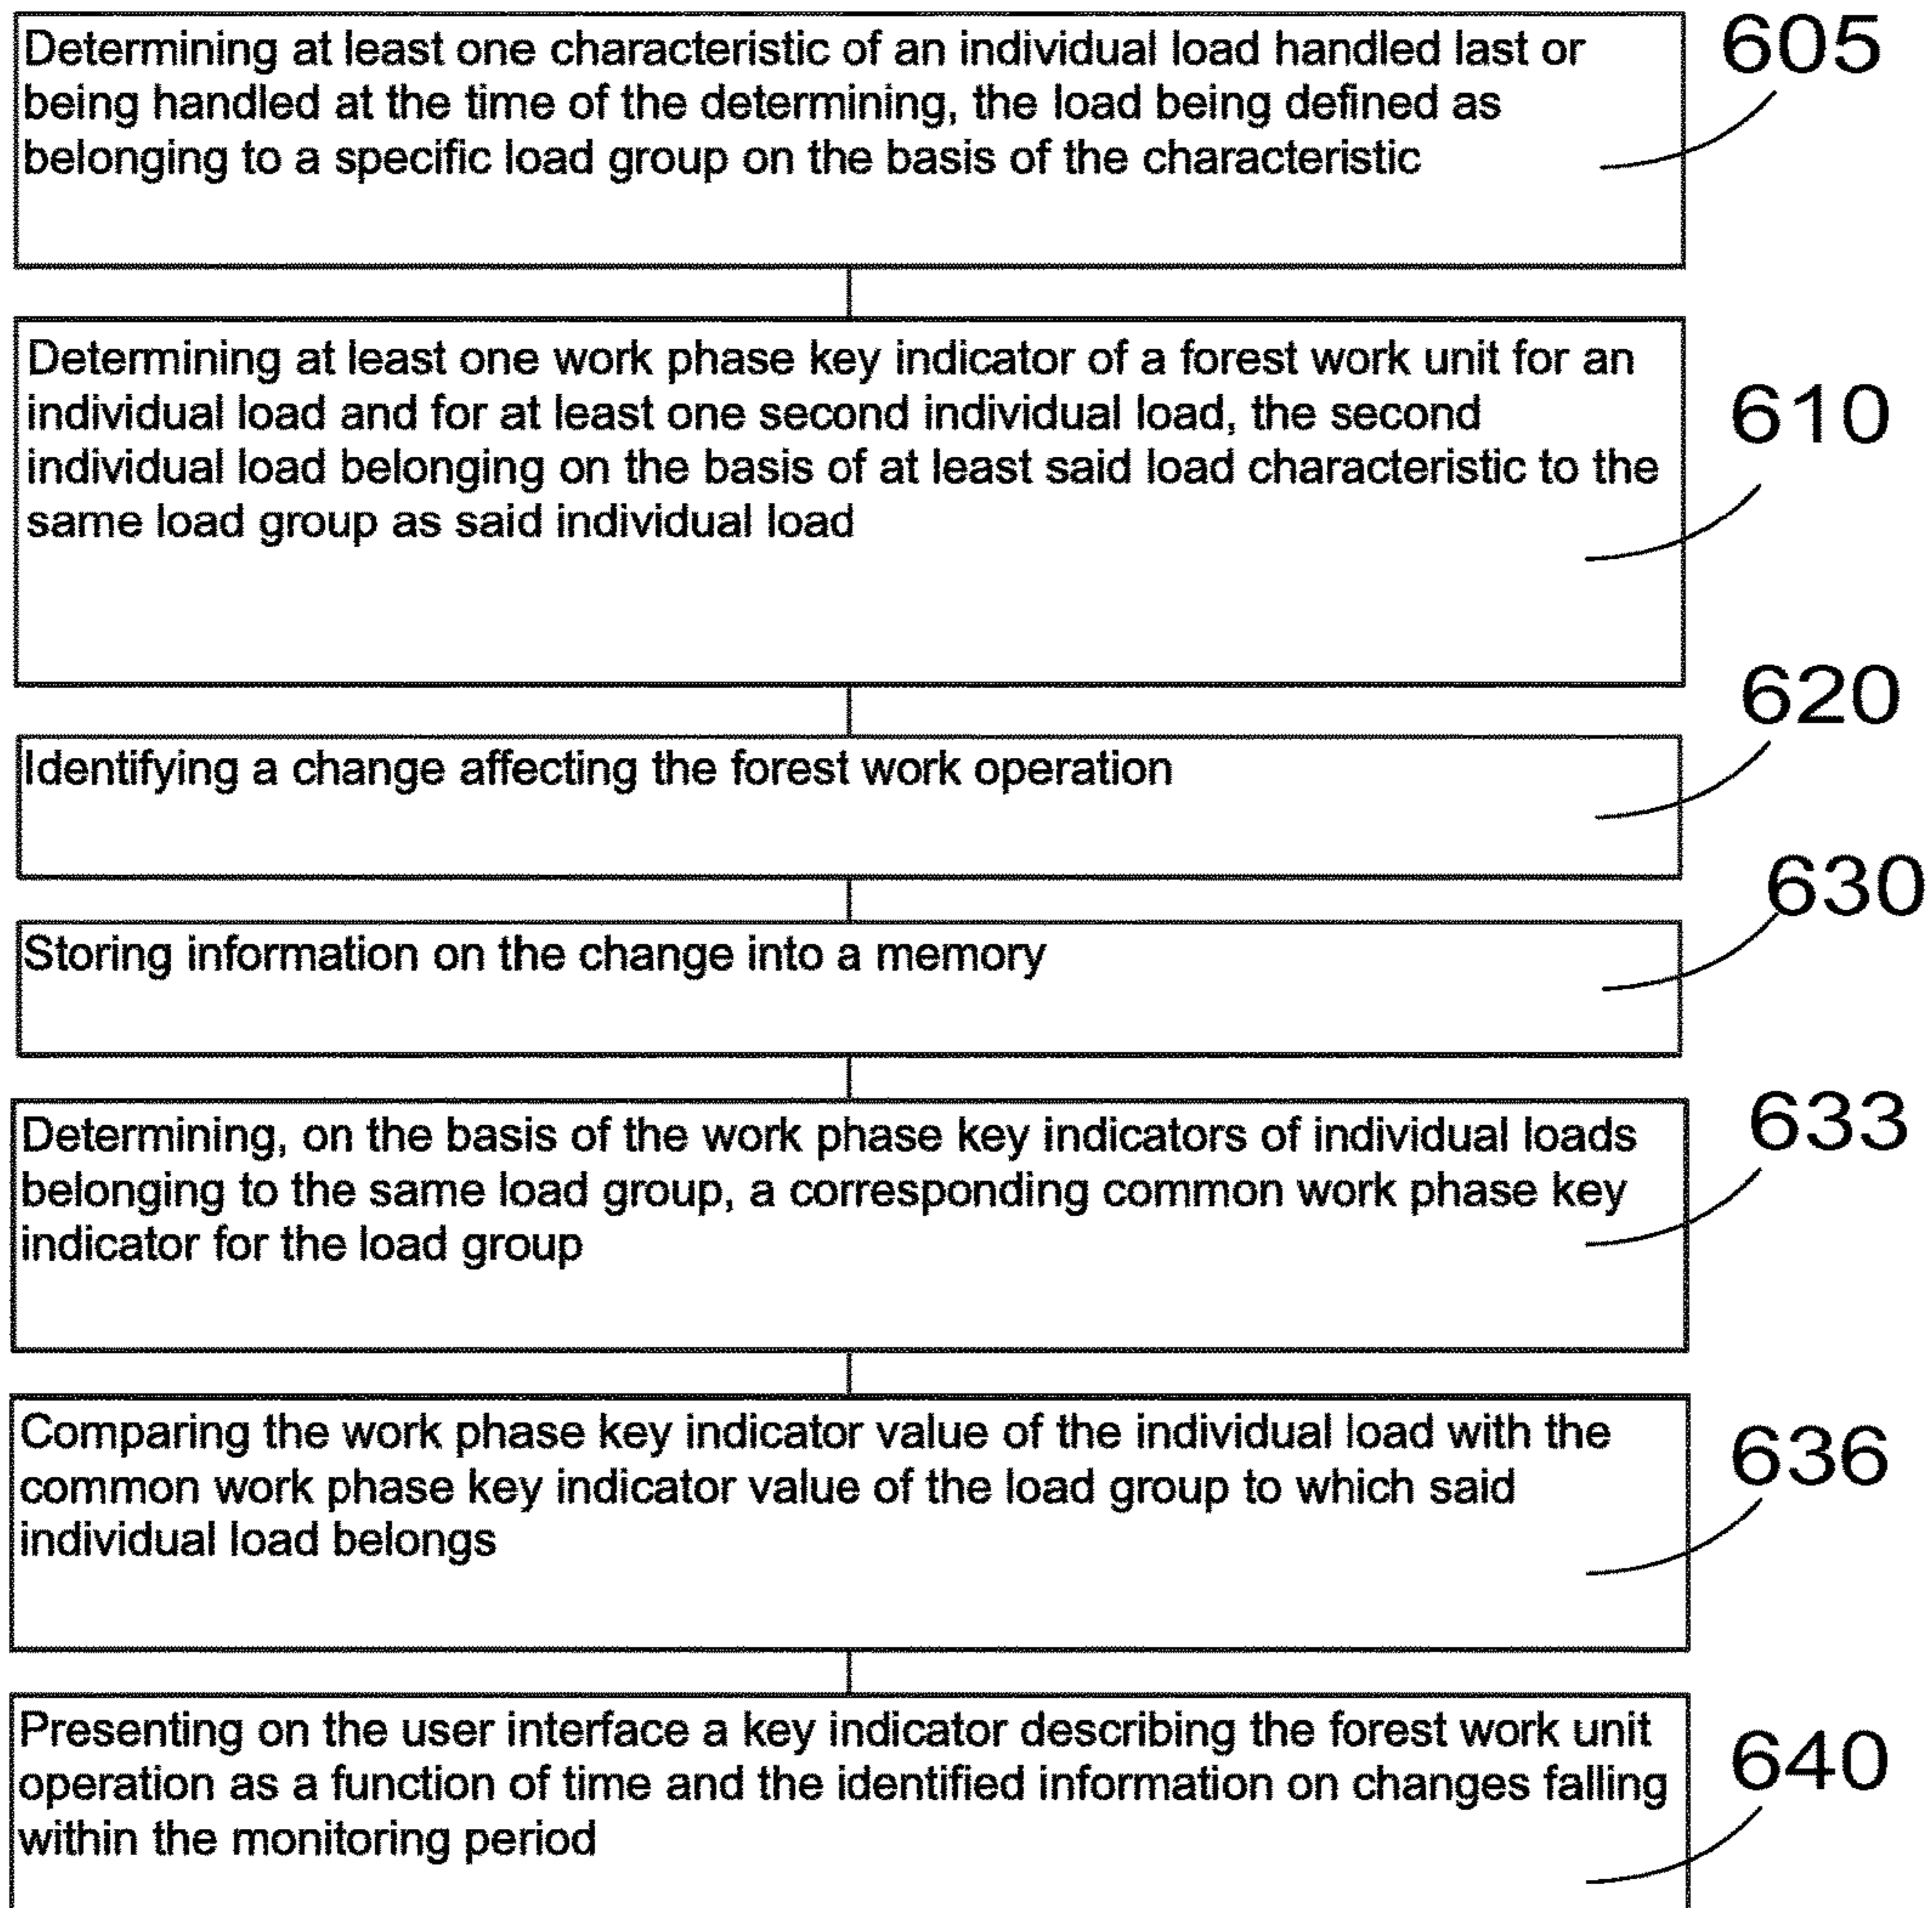 Determining at least one characteristic of an individual load handled last or
being handled at the time of the determining, the load being defined as
belonging to a specific load group on the basis of the characteristic
605
Determining at least one work phase key indicator of a forest work unit for an
individual load and for at least one second individual load, the second
individual load belonging on the basis of at least said load characteristic to the
same load group as said individual load
610
Identifying a change affecting the forest work operation
620
Storing information on the change into a memory
630
Determining, on the basis of the work phase key indicators of individual loads
belonging to the same load group, a corresponding common work phase key
indicator for the load group
633
Comparing the work phase key indicator value of the individual load with the
common work phase key indicator value of the load group to which said
individual load belongs
636
Presenting on the user interface a key indicator describing the forest work unit
operation as a function of time and the identified information on changes falling
within the monitoring period
640